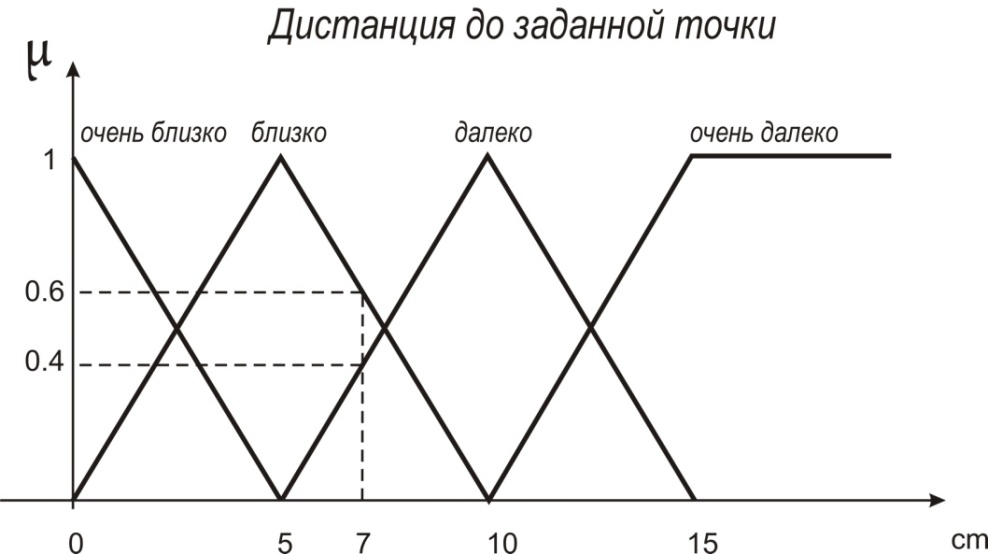 Дистанция до заданной точки
μ
очень близко близко далеко очень далеко
1
0.6
0.4
0 5 7 10 15 cm